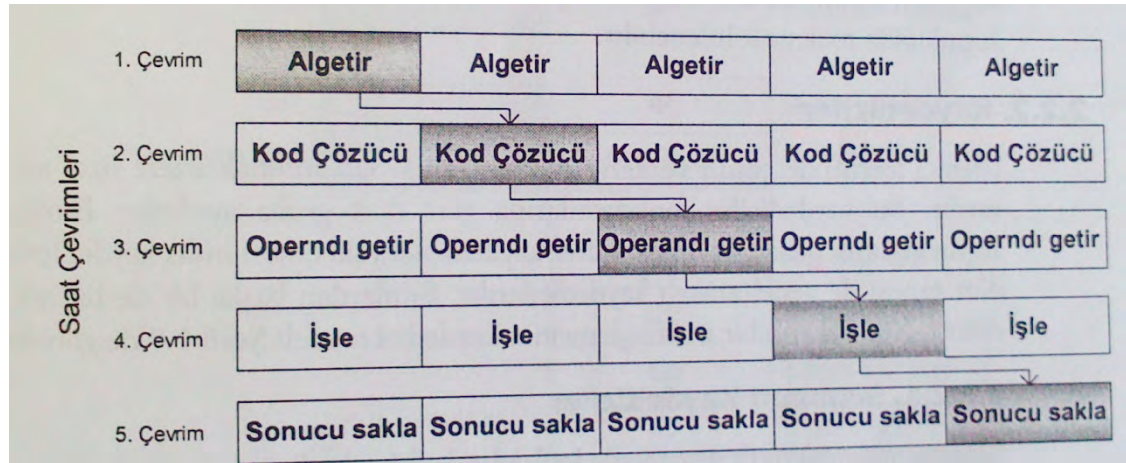 Saat Çevrimleri
1. Çevrim Algetir Algetir Algetir Algetir Algetir
2. Çevrim Kod Çözücü Kod Çözücü Kod Çözücü Kod Çözücü Kod Çözücü
3. Çevrim Operndı getir Operndı getir Operandı getir Operndı getir Operndı getir
4. Çevrim İşle İşle İşle İşle İşle
5. Çevrim Sonucu sakla Sonucu sakla Sonucu sakla Sonucu sakla Sonucu sakla